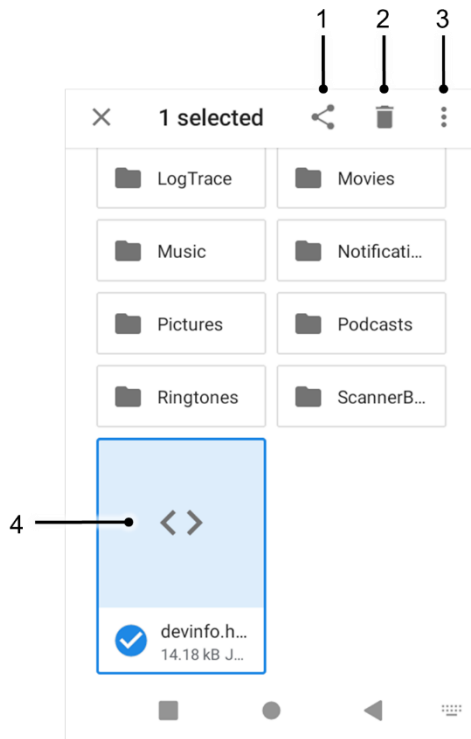 1 2 3
1 selected
LogTrace Movies
Music Notificati...
Pictures Podcasts
Ringtones ScannerB...
4
devinfo.h...
14.18 kB J...